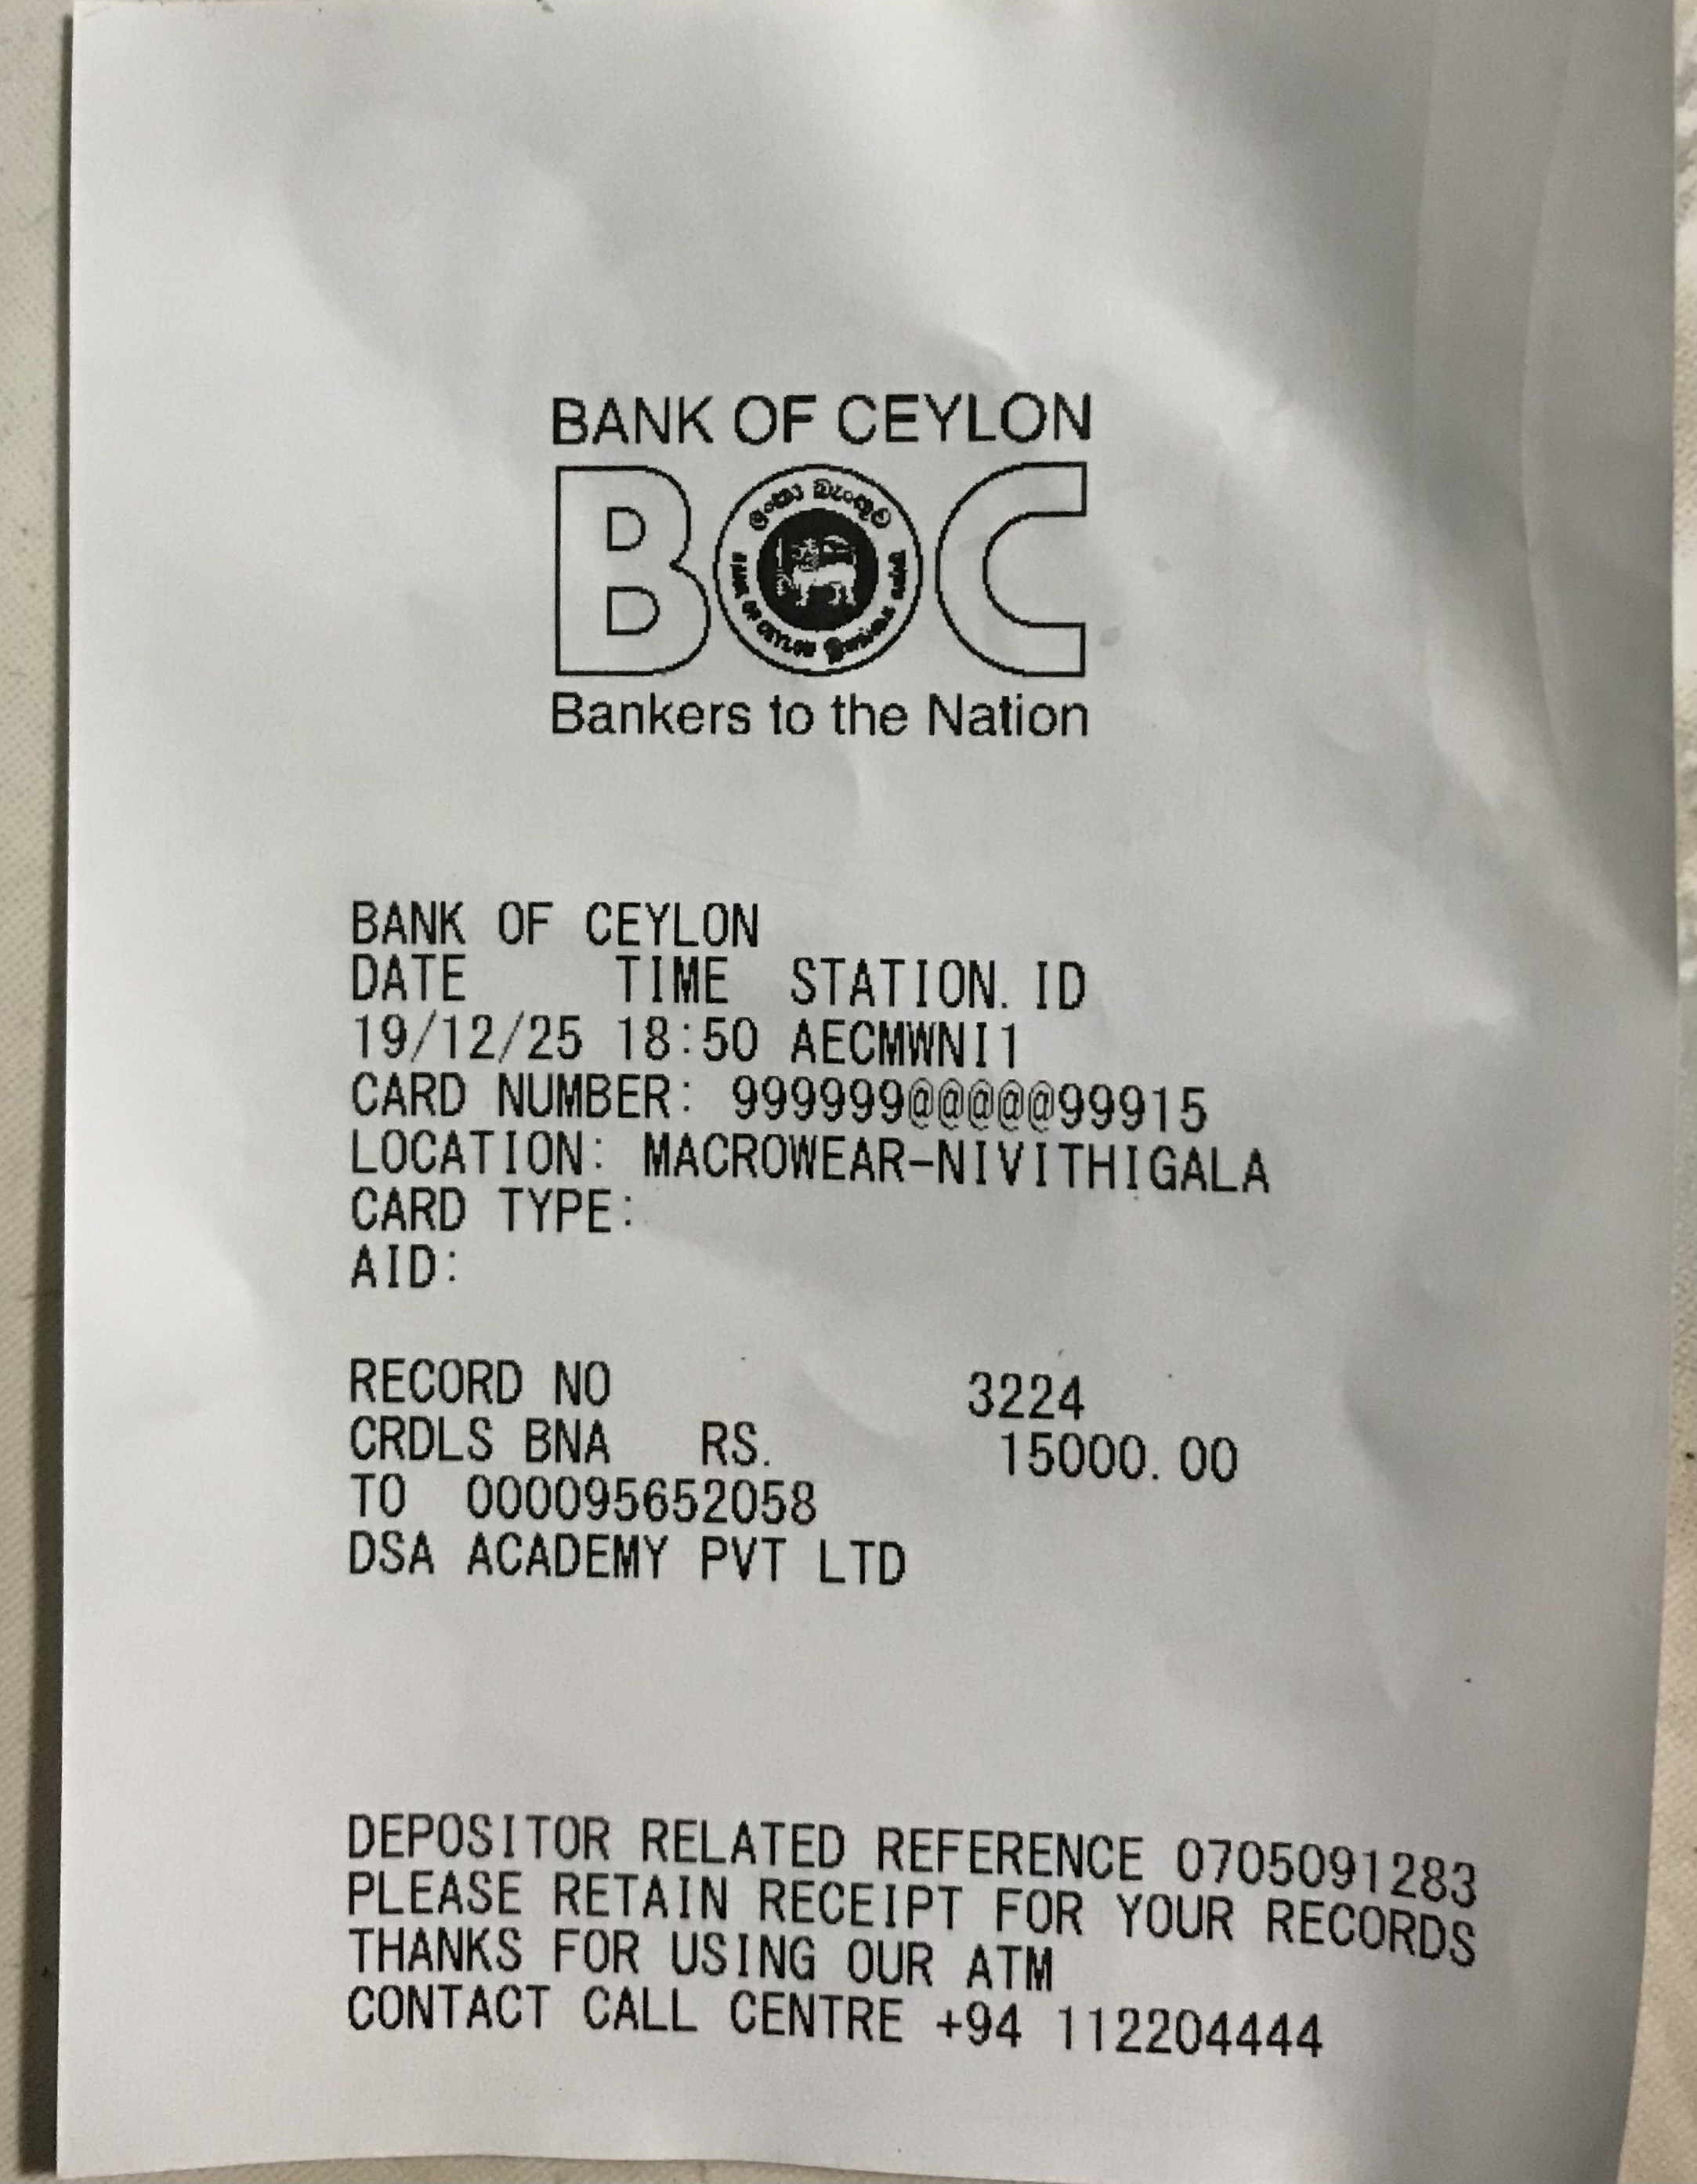 BANK OF CEYLON
BOC
ලංකා බැංකුව
BANK OF CEYLON
Bankers to the Nation
BANK OF CEYLON
DATE TIME STATION. ID
19/12/25 18:50 AECMWNI1
CARD NUMBER: 999999@@@@@99915
LOCATION: MACROWEAR-NIVITHIGALA
CARD TYPE:
AID:
RECORD NO 3224
CRDLS BNA RS. 15000.00
TO 000095652058
DSA ACADEMY PVT LTD
DEPOSITOR RELATED REFERENCE 0705091283
PLEASE RETAIN RECEIPT FOR YOUR RECORDS
THANKS FOR USING OUR ATM
CONTACT CALL CENTRE +94 112204444